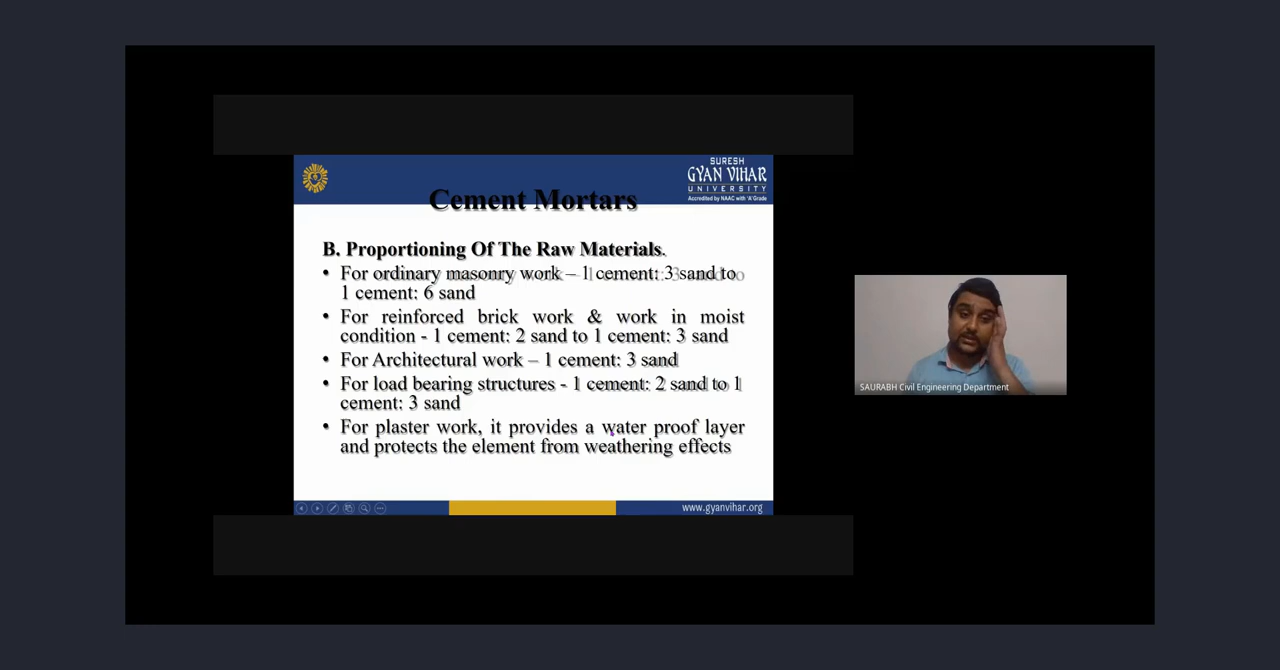 SURESH
GYAN VIHAR
UNIVERSITY
Accredited by NAAC with 'A' Grade
Cement Mortars
B. Proportioning Of The Raw Materials.
• For ordinary masonry work – 1 cement: 3 sand to
1 cement: 6 sand
• For reinforced brick work & work in moist
condition - 1 cement: 2 sand to 1 cement: 3 sand
• For Architectural work – 1 cement: 3 sand
• For load bearing structures - 1 cement: 2 sand to 1
cement: 3 sand
• For plaster work, it provides a water proof layer
and protects the element from weathering effects
www.gyanvihar.org
SAURABH Civil Engineering Department